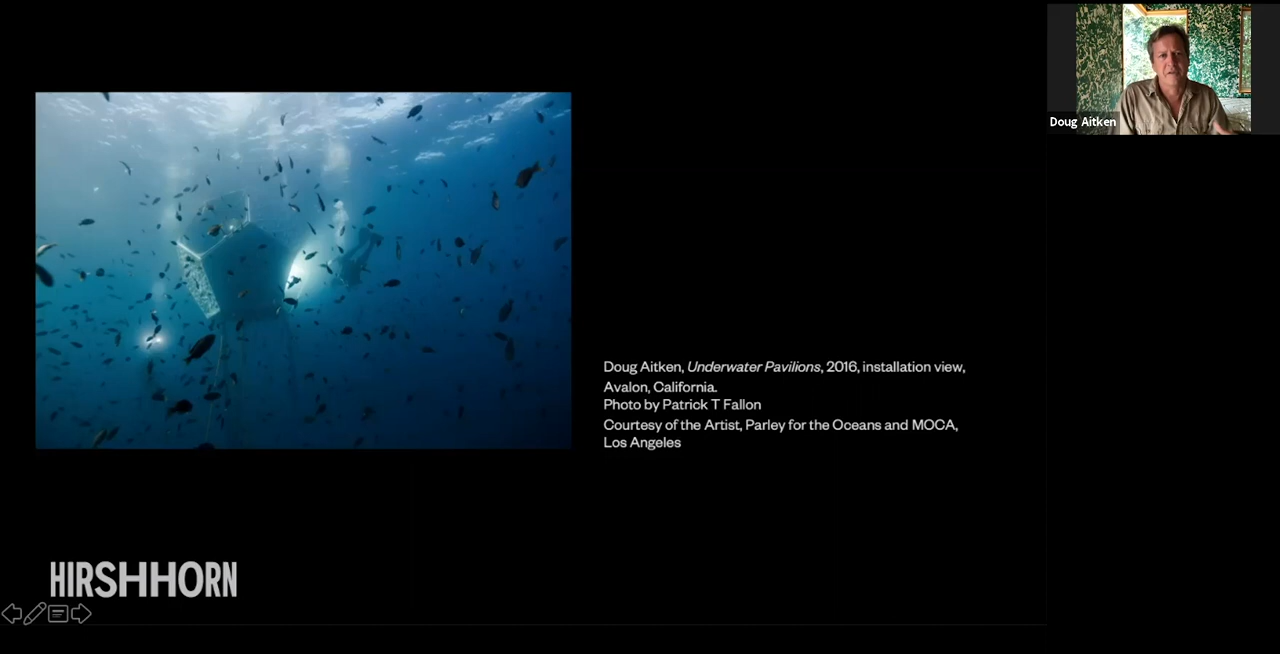 Doug Aitken
Doug Aitken, Underwater Pavilions, 2016, installation view,
Avalon, California.
Photo by Patrick T Fallon
Courtesy of the Artist, Parley for the Oceans and MOCA,
Los Angeles
HIRSHHORN